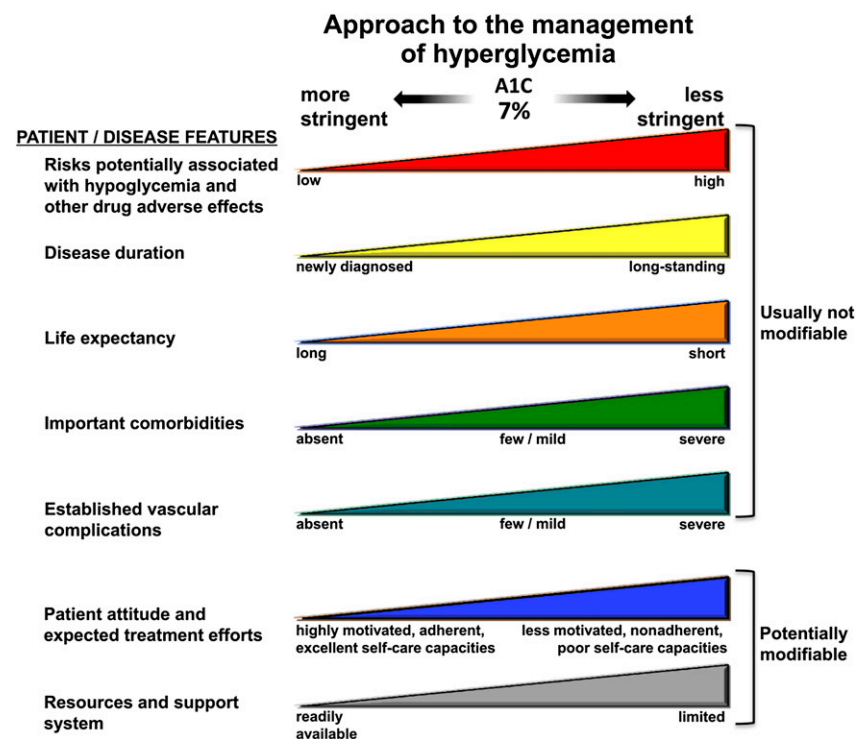 Approach to the management
of hyperglycemia
more
stringent
A1C
7%
less
stringent
PATIENT / DISEASE FEATURES
Risks potentially associated
with hypoglycemia and
other drug adverse effects
low
high
Disease duration
newly diagnosed
long-standing
Life expectancy
long
short
Important comorbidities
absent
few / mild
severe
Established vascular
complications
absent
few / mild
severe
Usually not
modifiable
Patient attitude and
expected treatment efforts
highly motivated, adherent,
excellent self-care capacities
less motivated, nonadherent,
poor self-care capacities
Resources and support
system
readily
available
limited
Potentially
modifiable